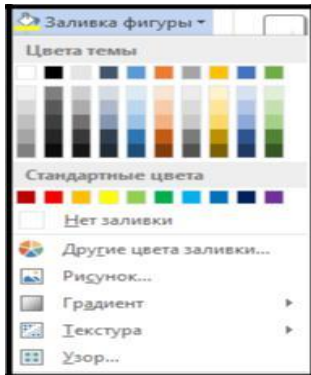 Заливка фигуры
Цвета темы
Стандартные цвета
Нет заливки
Другие цвета заливки...
Рисунок...
Градиент
Текстура
Узор...